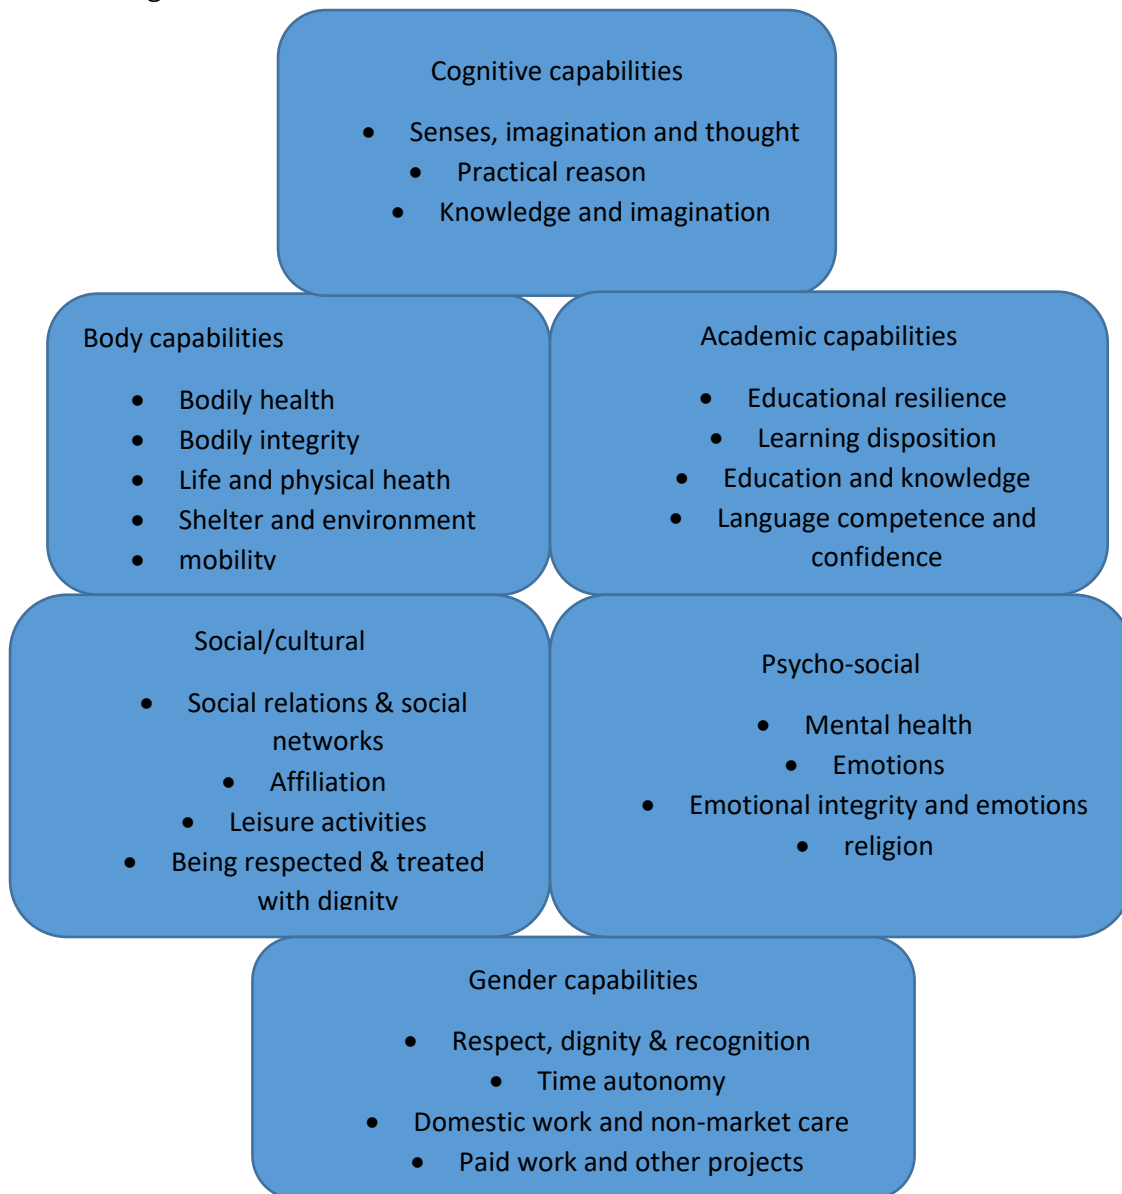 Cognitive capabilities
• Senses, imagination and thought
• Practical reason
• Knowledge and imagination
Body capabilities
• Bodily health
• Bodily integrity
• Life and physical heath
• Shelter and environment
• mobility
Academic capabilities
• Educational resilience
• Learning disposition
• Education and knowledge
• Language competence and
confidence
Social/cultural
• Social relations & social
networks
• Affiliation
• Leisure activities
• Being respected & treated
with dignity
Psycho-social
• Mental health
• Emotions
• Emotional integrity and emotions
• religion
Gender capabilities
• Respect, dignity & recognition
• Time autonomy
• Domestic work and non-market care
• Paid work and other projects